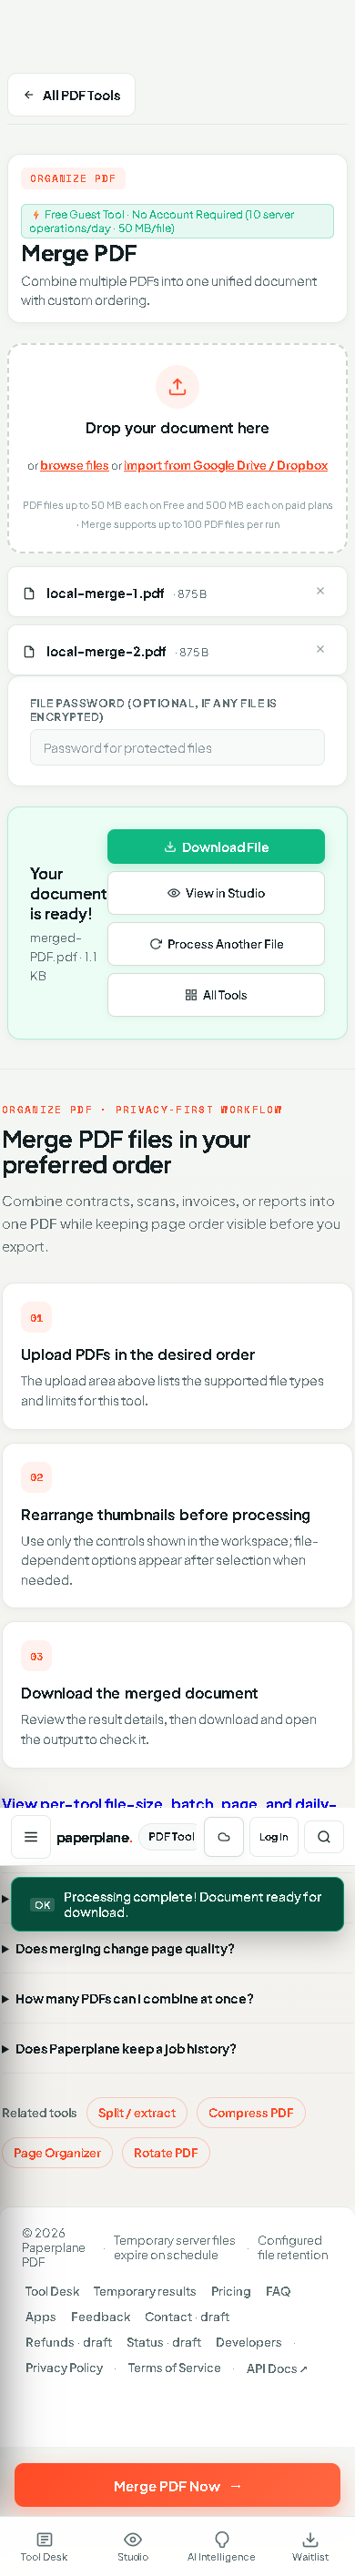 ← All PDF Tools
ORGANIZE PDF
Free Guest Tool · No Account Required (10 server
operations/day · 50 MB/file)
Merge PDF
Combine multiple PDFs into one unified document
with custom ordering.
Drop your document here
or browse files or import from Google Drive / Dropbox
PDF files up to 50 MB each on Free and 500 MB each on paid plans
· Merge supports up to 100 PDF files per run
local-merge-1.pdf · 875 B ×
local-merge-2.pdf · 875 B ×
FILE PASSWORD (OPTIONAL, IF ANY FILE IS
ENCRYPTED)
Password for protected files
Your
document
is ready!
merged-
PDF.pdf · 1.1
KB
Download File
View in Studio
Process Another File
All Tools
ORGANIZE PDF · PRIVACY-FIRST WORKFLOW
Merge PDF files in your
preferred order
Combine contracts, scans, invoices, or reports into
one PDF while keeping page order visible before you
export.
01
Upload PDFs in the desired order
The upload area above lists the supported file types
and limits for this tool.
02
Rearrange thumbnails before processing
Use only the controls shown in the workspace; file-
dependent options appear after selection when
needed.
03
Download the merged document
Review the result details, then download and open
the output to check it.
View per-tool file-size, batch, page, and daily-
paperplane. PDF Tool Log In
OK Processing complete! Document ready for
download.
Does merging change page quality?
How many PDFs can I combine at once?
Does Paperplane keep a job history?
Related tools Split / extract Compress PDF
Page Organizer Rotate PDF
© 2026
Paperplane
PDF
· Temporary server files
expire on schedule
· Configured
file retention
Tool Desk Temporary results Pricing FAQ
Apps Feedback Contact · draft
Refunds · draft Status · draft Developers ·
Privacy Policy · Terms of Service · API Docs ↗
Merge PDF Now →
Tool Desk Studio AI Intelligence Waitlist